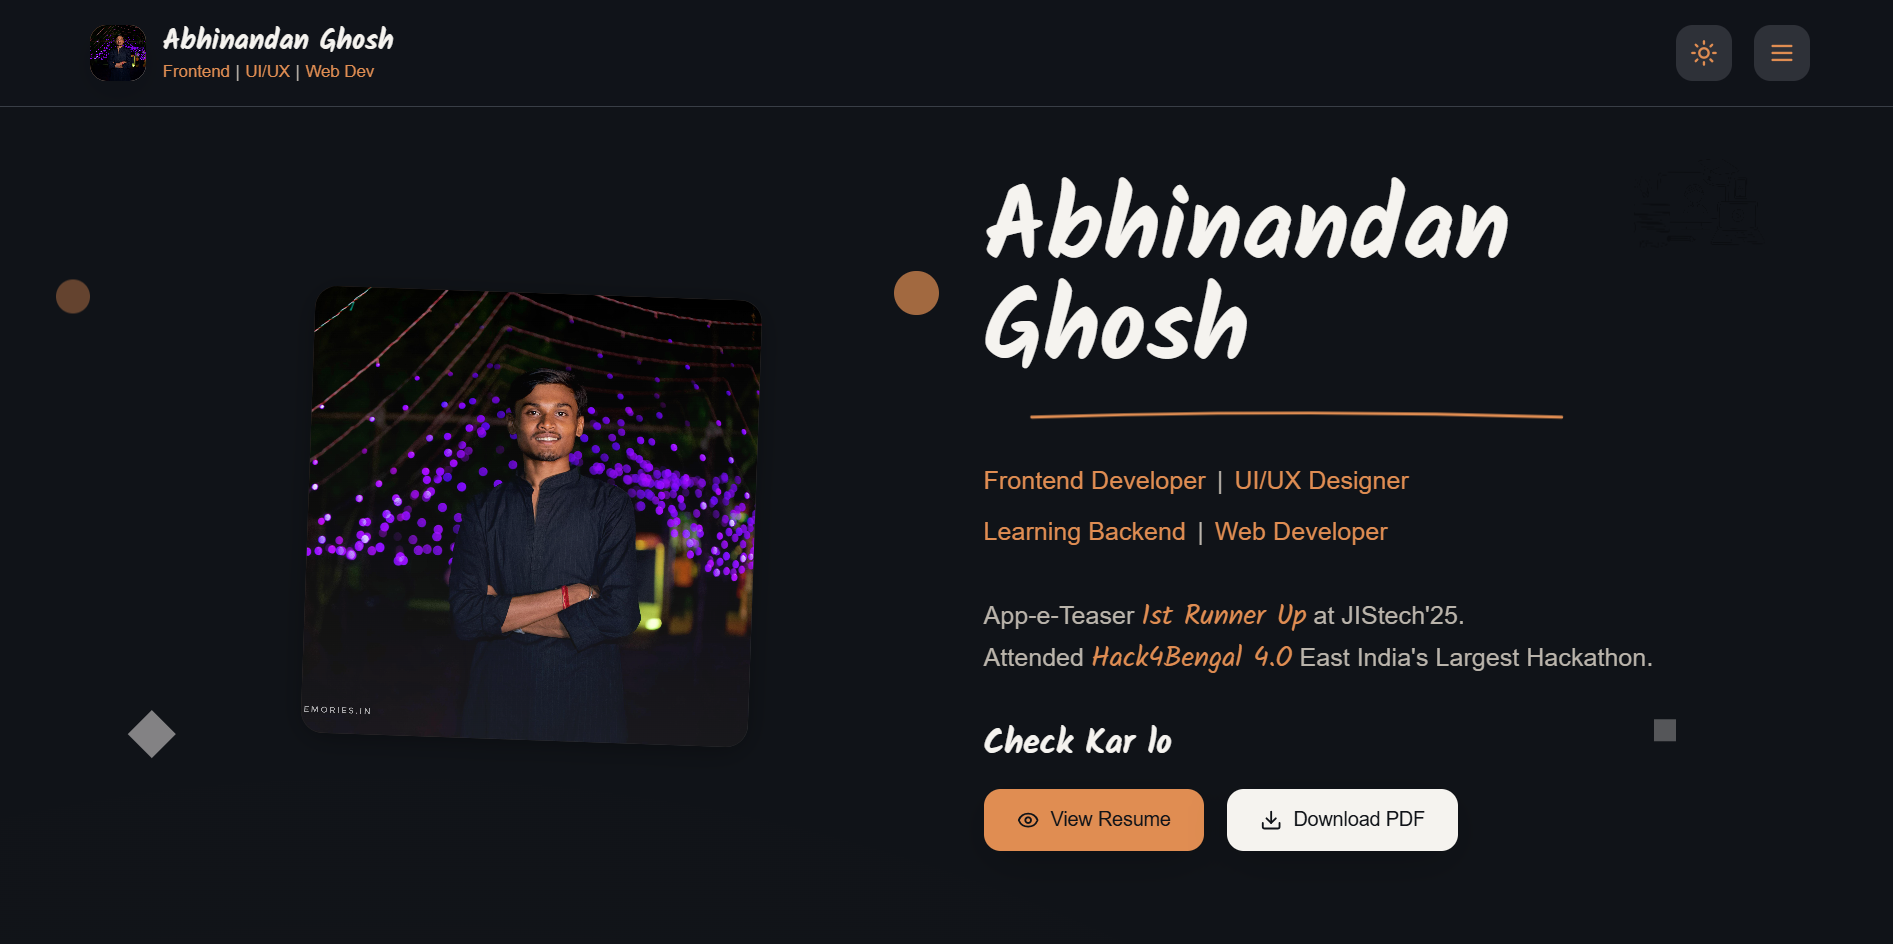 Abhinandan Ghosh
Frontend | UI/UX | Web Dev
Abhinandan
Ghosh
Frontend Developer | UI/UX Designer
Learning Backend | Web Developer
App-e-Teaser 1st Runner Up at JIStech'25.
Attended Hack4Bengal 4.0 East India's Largest Hackathon.
Check Kar lo
View Resume
Download PDF
EMORIES.IN